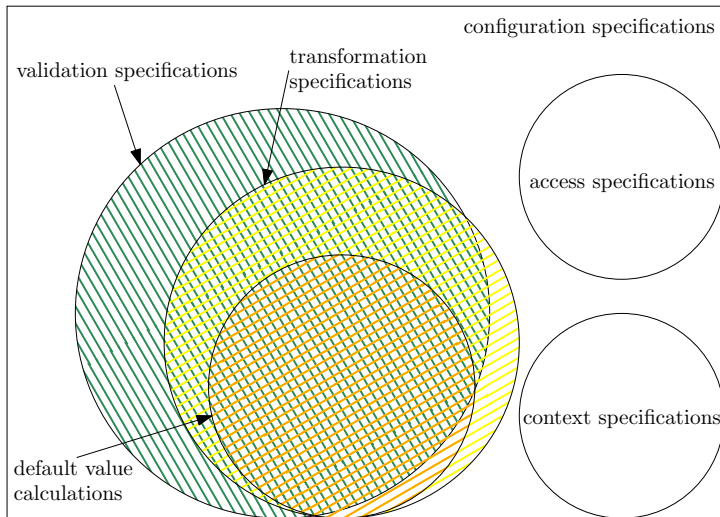 configuration specifications
transformation
specifications
validation specifications
access specifications
context specifications
default value
calculations